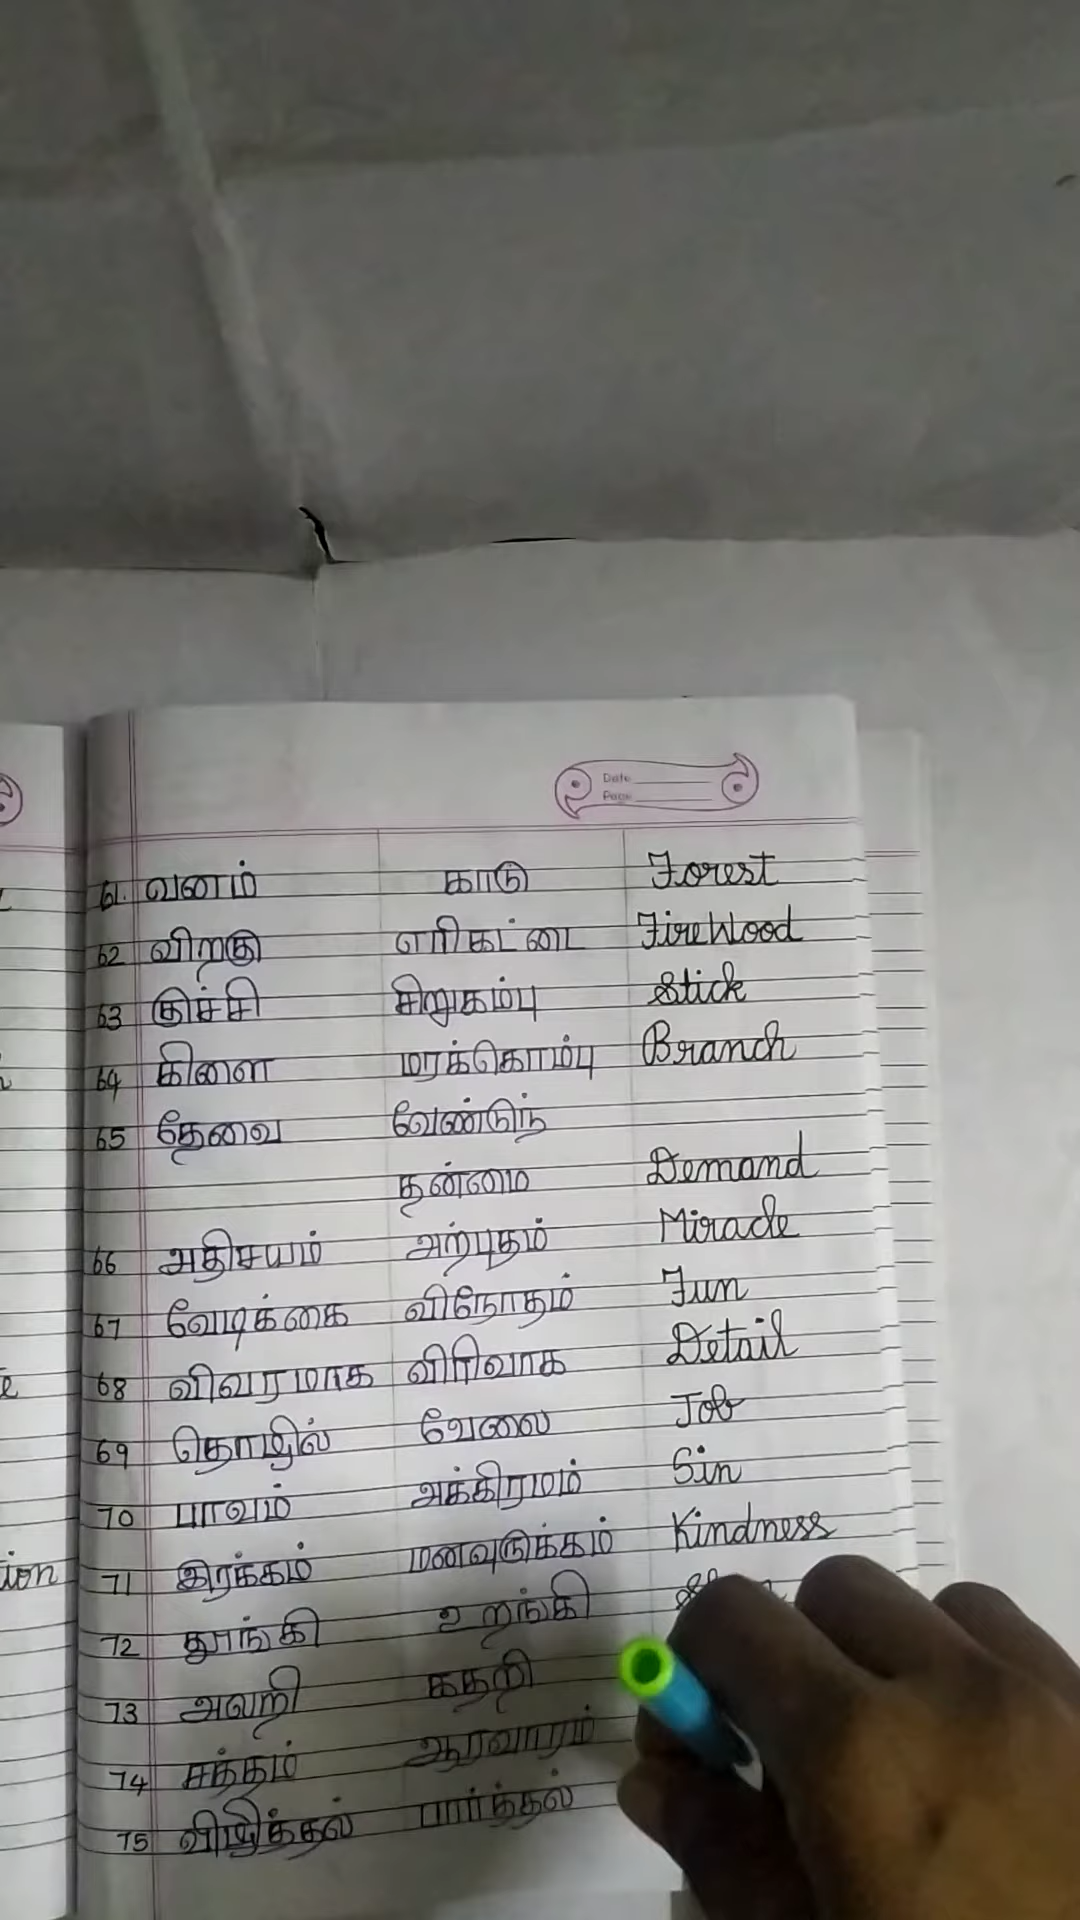 Date
Page
61. வனம் காடு Forest
62 விறகு எரிகட்டை FireWood
63 குச்சி சிறுகம்பு Stick
64 கிளை மரக்கொம்பு Branch
65 தேவை வேண்டுந்
தன்மை Demand
66 அதிசயம் அற்புதம் Miracle
67 வேடிக்கை விநோதம் Fun
68 விவரமாக விரிவாக Detail
69 தொழில் வேலை Job
70 பாவம் அக்கிரமம் Sin
71 இரக்கம் மனவுருக்கம் Kindness
72 தூங்கி உறங்கி
73 அலறி கதறி
74 சத்தம் ஆரவாரம்
75 விழித்தல் பார்த்தல்